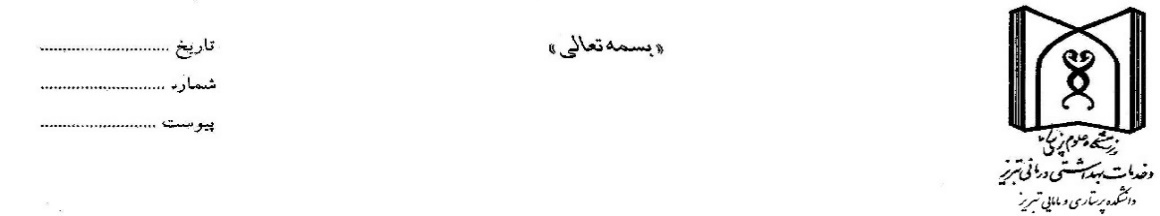 «بسمه تعالی»
تاریخ ..............................
شماره ..............................
پیوست ..............................
دانشگاه علوم پزشکی
و خدمات بهداشتی درمانی تبریز
دانشکده پرستاری و مامایی تبریز